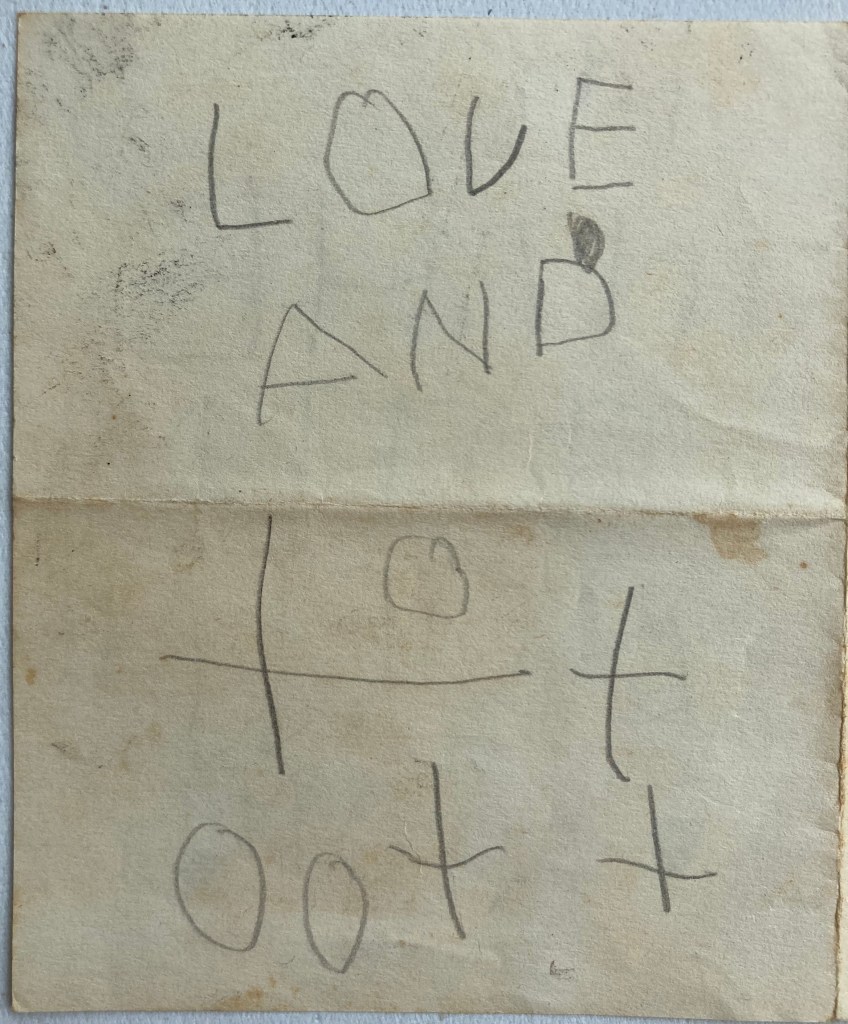 LOVE
AND
+ O +
O O + +